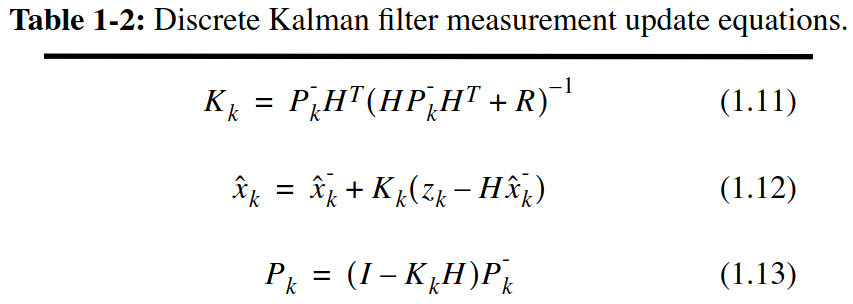 Table 1-2: Discrete Kalman filter measurement update equations.
K_k = P_k^- H^T (H P_k^- H^T + R)^{-1} (1.11)
x̂_k = x̂_k^- + K_k (z_k – H x̂_k^-) (1.12)
P_k = (I – K_k H) P_k^- (1.13)